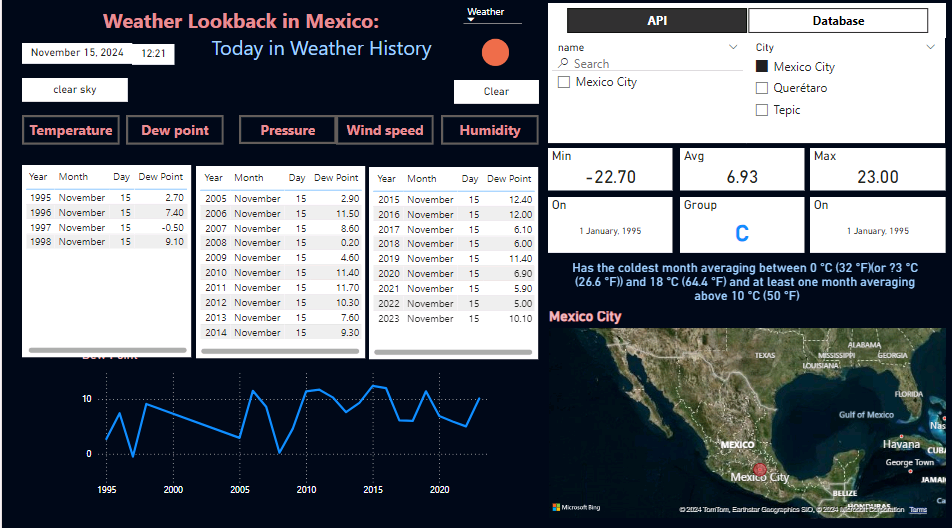 Weather Lookback in Mexico:
Today in Weather History
Weather
November 15, 2024
12:21
clear sky
Clear
Temperature
Dew point
Pressure
Wind speed
Humidity
Year Month Day Dew Point
1995 November 15 2.70
1996 November 15 7.40
1997 November 15 -0.50
1998 November 15 9.10
Year Month Day Dew Point
2005 November 15 2.90
2006 November 15 11.50
2007 November 15 8.60
2008 November 15 0.20
2009 November 15 4.60
2010 November 15 11.40
2011 November 15 11.70
2012 November 15 10.30
2013 November 15 7.60
2014 November 15 9.30
Year Month Day Dew Point
2015 November 15 12.40
2016 November 15 12.00
2017 November 15 6.10
2018 November 15 6.00
2019 November 15 11.40
2020 November 15 6.90
2021 November 15 5.90
2022 November 15 5.00
2023 November 15 10.10
Dew Point
10
0
1995 2000 2005 2010 2015 2020
API
Database
name
Search
Mexico City
City
Mexico City
Querétaro
Tepic
Min
-22.70
Avg
6.93
Max
23.00
On
1 January, 1995
Group
C
On
1 January, 1995
Has the coldest month averaging between 0 °C (32 °F)(or ?3 °C
(26.6 °F)) and 18 °C (64.4 °F) and at least one month averaging
above 10 °C (50 °F)
Mexico City
TEXAS
LOUISIANA
MISSISSIPPI
ALABAMA
GEORGIA
FLORIDA
Gulf of Mexico
Nas
Havana
CUB
George Town
JAMAI
MEXICO
Mexico City
BELIZE
HONDURAS
Ca
Microsoft Bing
© 2024 TomTom, Earthstar Geographics SIO, © 2024 Microsoft Corporation Terms